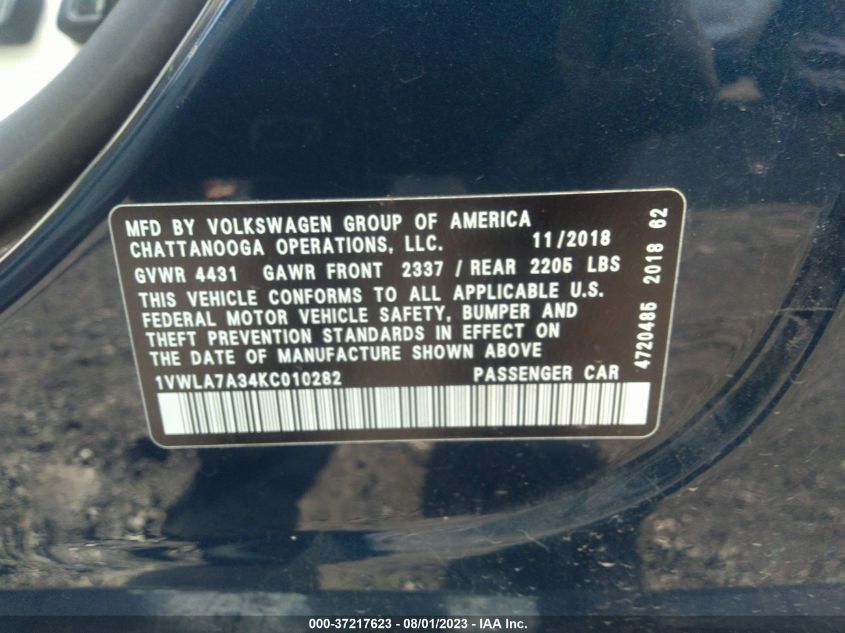 MFD BY VOLKSWAGEN GROUP OF AMERICA
CHATTANOOGA OPERATIONS, LLC. 11/2018
GVWR 4431 GAWR FRONT 2337 / REAR 2205 LBS
THIS VEHICLE CONFORMS TO ALL APPLICABLE U.S.
FEDERAL MOTOR VEHICLE SAFETY, BUMPER AND
THEFT PREVENTION STANDARDS IN EFFECT ON
THE DATE OF MANUFACTURE SHOWN ABOVE
1VWLA7A34KC010282 PASSENGER CAR
4720485 2018 62
000-37217623 - 08/01/2023 - IAA Inc.